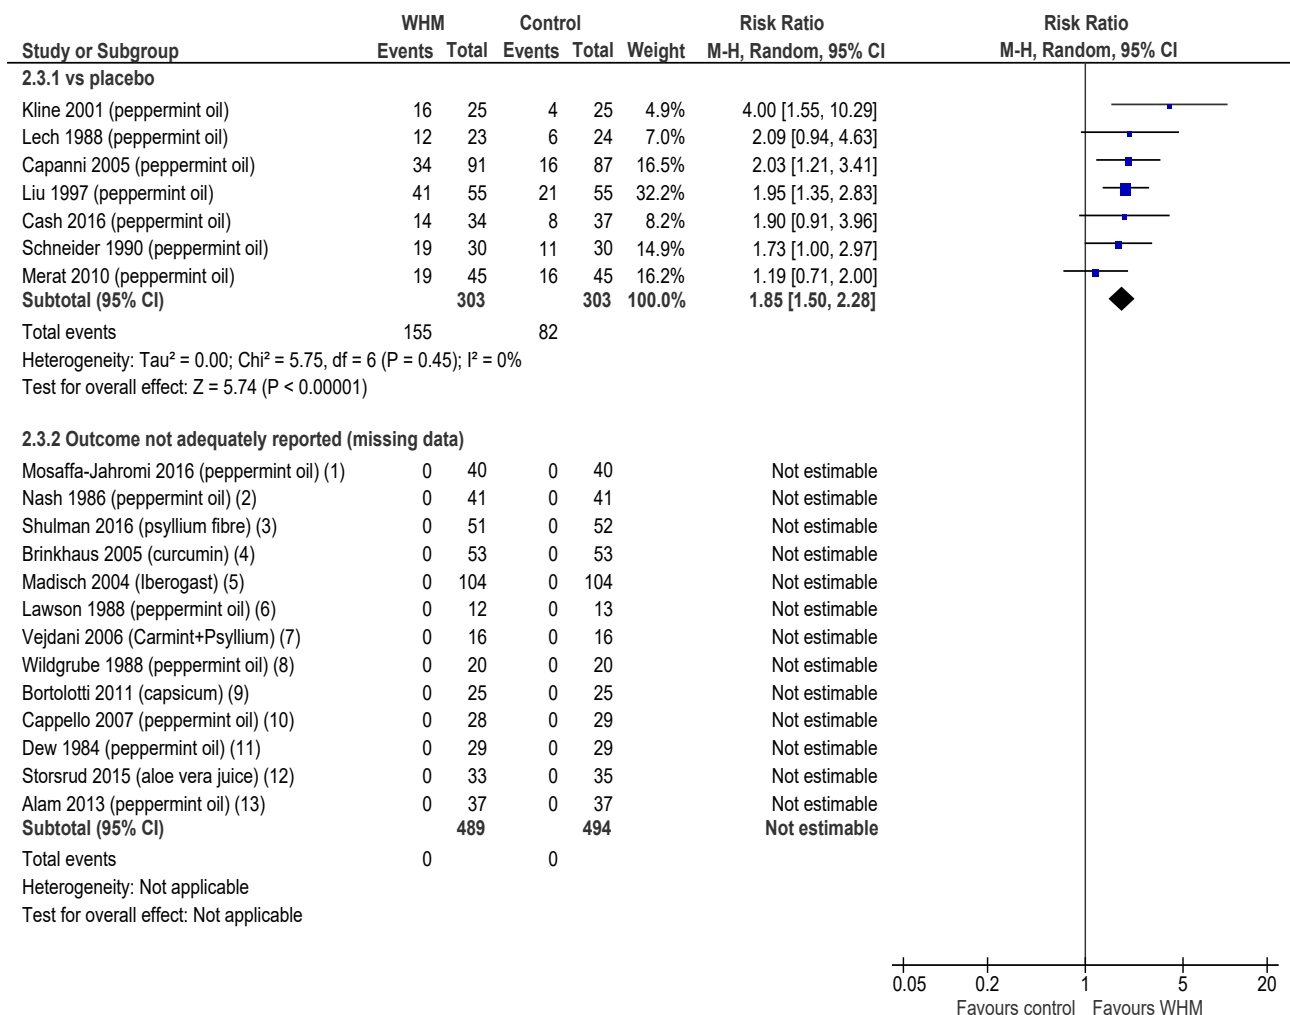 WHM Control Risk Ratio Risk Ratio
Study or Subgroup Events Total Events Total Weight M-H, Random, 95% CI M-H, Random, 95% CI
2.3.1 vs placebo
Kline 2001 (peppermint oil) 16 25 4 25 4.9% 4.00 [1.55, 10.29]
Lech 1988 (peppermint oil) 12 23 6 24 7.0% 2.09 [0.94, 4.63]
Capanni 2005 (peppermint oil) 34 91 16 87 16.5% 2.03 [1.21, 3.41]
Liu 1997 (peppermint oil) 41 55 21 55 32.2% 1.95 [1.35, 2.83]
Cash 2016 (peppermint oil) 14 34 8 37 8.2% 1.90 [0.91, 3.96]
Schneider 1990 (peppermint oil) 19 30 11 30 14.9% 1.73 [1.00, 2.97]
Merat 2010 (peppermint oil) 19 45 16 45 16.2% 1.19 [0.71, 2.00]
Subtotal (95% CI) 303 303 100.0% 1.85 [1.50, 2.28]
Total events 155 82
Heterogeneity: Tau² = 0.00; Chi² = 5.75, df = 6 (P = 0.45); I² = 0%
Test for overall effect: Z = 5.74 (P < 0.00001)
2.3.2 Outcome not adequately reported (missing data)
Mosaffa-Jahromi 2016 (peppermint oil) (1) 0 40 0 40 Not estimable
Nash 1986 (peppermint oil) (2) 0 41 0 41 Not estimable
Shulman 2016 (psyllium fibre) (3) 0 51 0 52 Not estimable
Brinkhaus 2005 (curcumin) (4) 0 53 0 53 Not estimable
Madisch 2004 (Iberogast) (5) 0 104 0 104 Not estimable
Lawson 1988 (peppermint oil) (6) 0 12 0 13 Not estimable
Vejdani 2006 (Carmint+Psyllium) (7) 0 16 0 16 Not estimable
Wildgrube 1988 (peppermint oil) (8) 0 20 0 20 Not estimable
Bortolotti 2011 (capsicum) (9) 0 25 0 25 Not estimable
Cappello 2007 (peppermint oil) (10) 0 28 0 29 Not estimable
Dew 1984 (peppermint oil) (11) 0 29 0 29 Not estimable
Storsrud 2015 (aloe vera juice) (12) 0 33 0 35 Not estimable
Alam 2013 (peppermint oil) (13) 0 37 0 37 Not estimable
Subtotal (95% CI) 489 494 Not estimable
Total events 0 0
Heterogeneity: Not applicable
Test for overall effect: Not applicable
0.05 0.2 1 5 20
Favours control Favours WHM